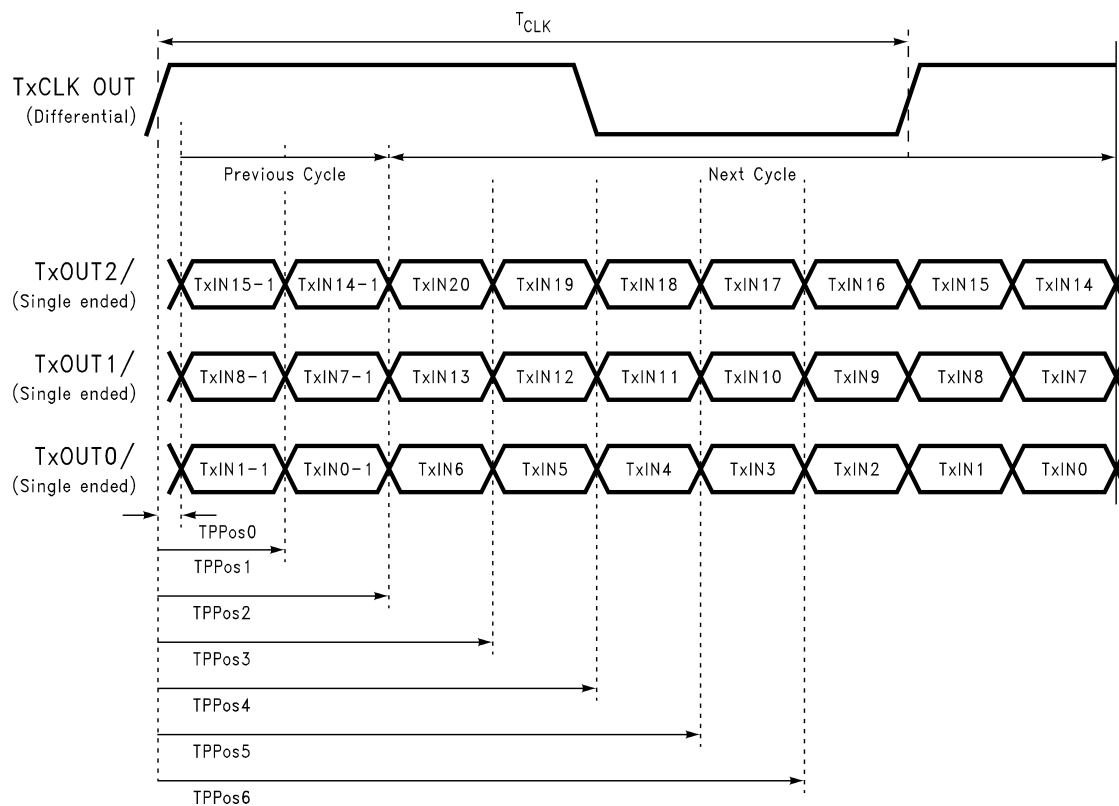 TCLK
TxCLK OUT
(Differential)
Previous Cycle
Next Cycle
TxOUT2/
(Single ended)
TxIN15-1 TxIN14-1 TxIN20 TxIN19 TxIN18 TxIN17 TxIN16 TxIN15 TxIN14
TxOUT1/
(Single ended)
TxIN8-1 TxIN7-1 TxIN13 TxIN12 TxIN11 TxIN10 TxIN9 TxIN8 TxIN7
TxOUT0/
(Single ended)
TxIN1-1 TxIN0-1 TxIN6 TxIN5 TxIN4 TxIN3 TxIN2 TxIN1 TxIN0
TPPos0
TPPos1
TPPos2
TPPos3
TPPos4
TPPos5
TPPos6